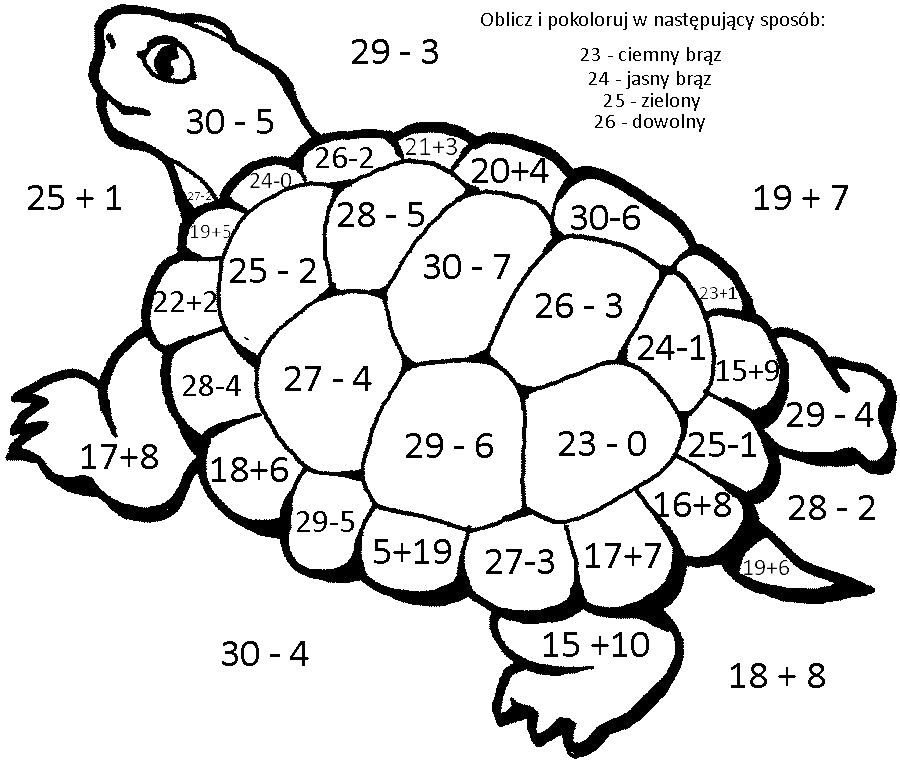 Oblicz i pokoloruj w następujący sposób:
23 - ciemny brąz
24 - jasny brąz
25 - zielony
26 - dowolny
29 - 3
30 - 5
26-2
21+3
20+4
24-0
27-2
25 + 1
19 + 7
28 - 5
30-6
19+5
25 - 2
30 - 7
22+2
26 - 3
23+1
24-1
15+9
28-4
27 - 4
29 - 4
29 - 6
23 - 0
25-1
17+8
18+6
16+8
28 - 2
29-5
5+19
27-3
17+7
19+6
15 +10
30 - 4
18 + 8